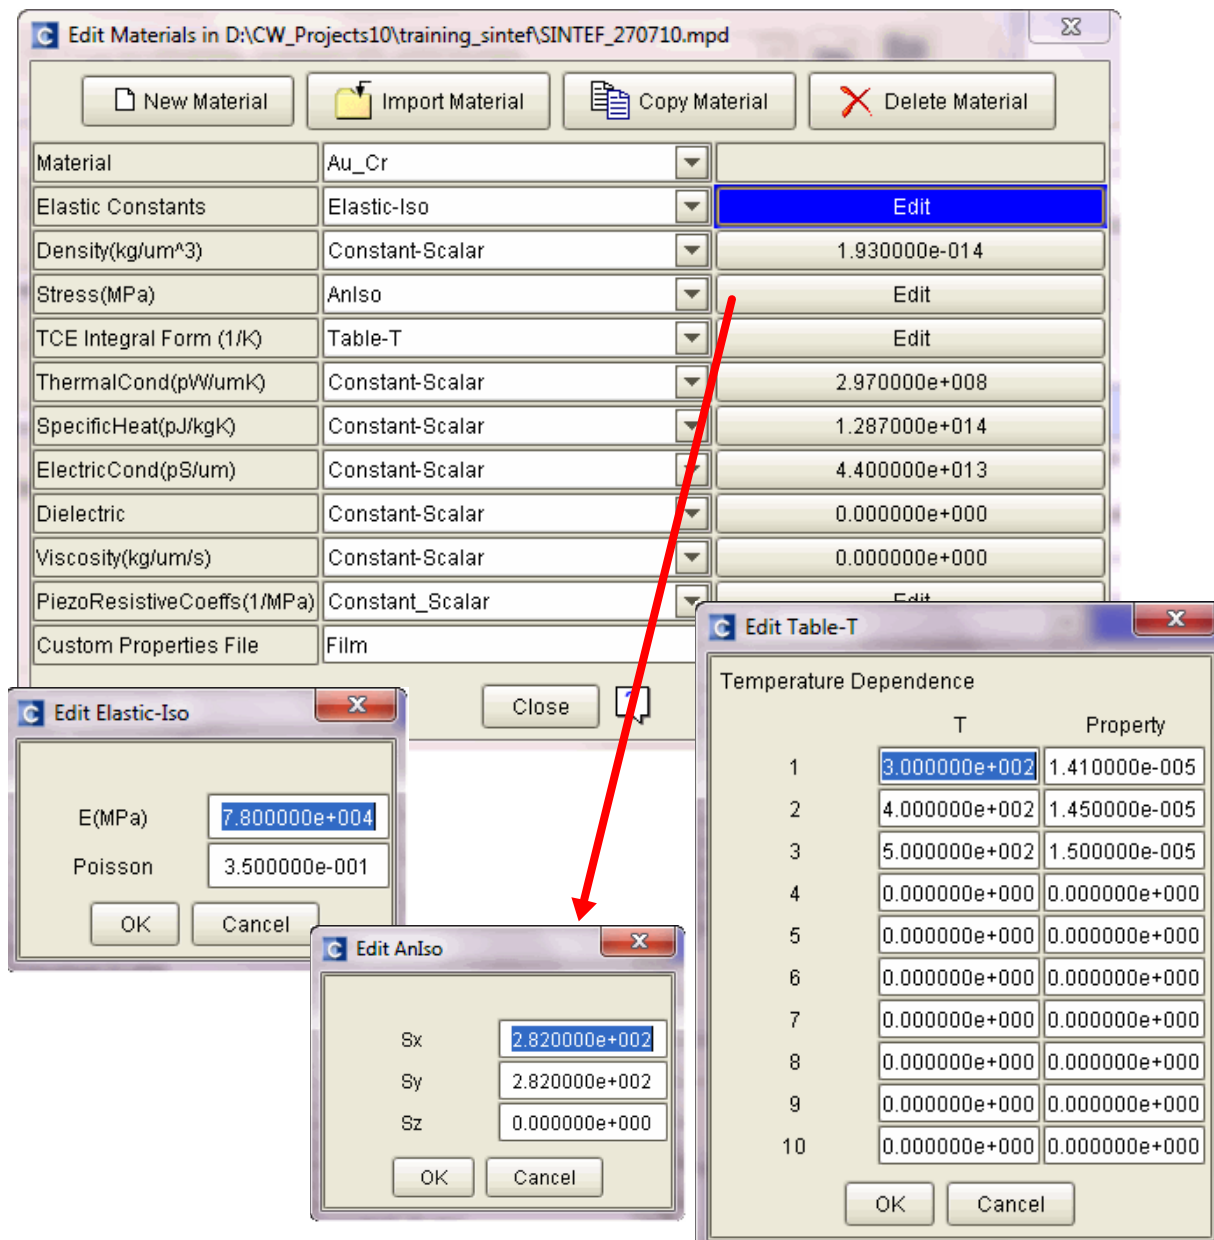 Edit Materials in D:\CW_Projects10\training_sintef\SINTEF_270710.mpd
New Material Import Material Copy Material Delete Material
Material Au_Cr
Elastic Constants Elastic-Iso Edit
Density(kg/um^3) Constant-Scalar 1.930000e-014
Stress(MPa) AnIso Edit
TCE Integral Form (1/K) Table-T Edit
ThermalCond(pW/umK) Constant-Scalar 2.970000e+008
SpecificHeat(pJ/kgK) Constant-Scalar 1.287000e+014
ElectricCond(pS/um) Constant-Scalar 4.400000e+013
Dielectric Constant-Scalar 0.000000e+000
Viscosity(kg/um/s) Constant-Scalar 0.000000e+000
PiezoResistiveCoeffs(1/MPa) Constant_Scalar Edit
Custom Properties File Film
Close ?
Edit Elastic-Iso
E(MPa) 7.800000e+004
Poisson 3.500000e-001
OK Cancel
Edit AnIso
Sx 2.820000e+002
Sy 2.820000e+002
Sz 0.000000e+000
OK Cancel
Edit Table-T
Temperature Dependence
T Property
1 3.000000e+002 1.410000e-005
2 4.000000e+002 1.450000e-005
3 5.000000e+002 1.500000e-005
4 0.000000e+000 0.000000e+000
5 0.000000e+000 0.000000e+000
6 0.000000e+000 0.000000e+000
7 0.000000e+000 0.000000e+000
8 0.000000e+000 0.000000e+000
9 0.000000e+000 0.000000e+000
10 0.000000e+000 0.000000e+000
OK Cancel